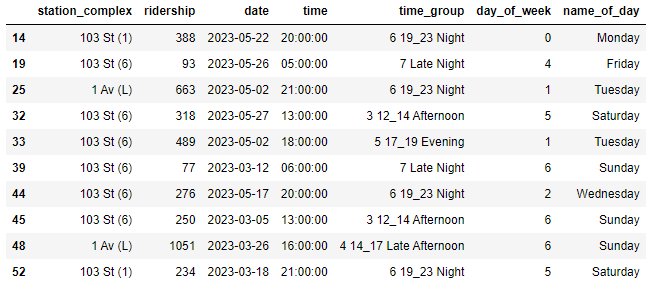 station_complex ridership date time time_group day_of_week name_of_day
14 103 St (1) 388 2023-05-22 20:00:00 6 19_23 Night 0 Monday
19 103 St (6) 93 2023-05-26 05:00:00 7 Late Night 4 Friday
25 1 Av (L) 663 2023-05-02 21:00:00 6 19_23 Night 1 Tuesday
32 103 St (6) 318 2023-05-27 13:00:00 3 12_14 Afternoon 5 Saturday
33 103 St (6) 489 2023-05-02 18:00:00 5 17_19 Evening 1 Tuesday
39 103 St (6) 77 2023-03-12 06:00:00 7 Late Night 6 Sunday
44 103 St (6) 276 2023-05-17 20:00:00 6 19_23 Night 2 Wednesday
45 103 St (6) 250 2023-03-05 13:00:00 3 12_14 Afternoon 6 Sunday
48 1 Av (L) 1051 2023-03-26 16:00:00 4 14_17 Late Afternoon 6 Sunday
52 103 St (1) 234 2023-03-18 21:00:00 6 19_23 Night 5 Saturday